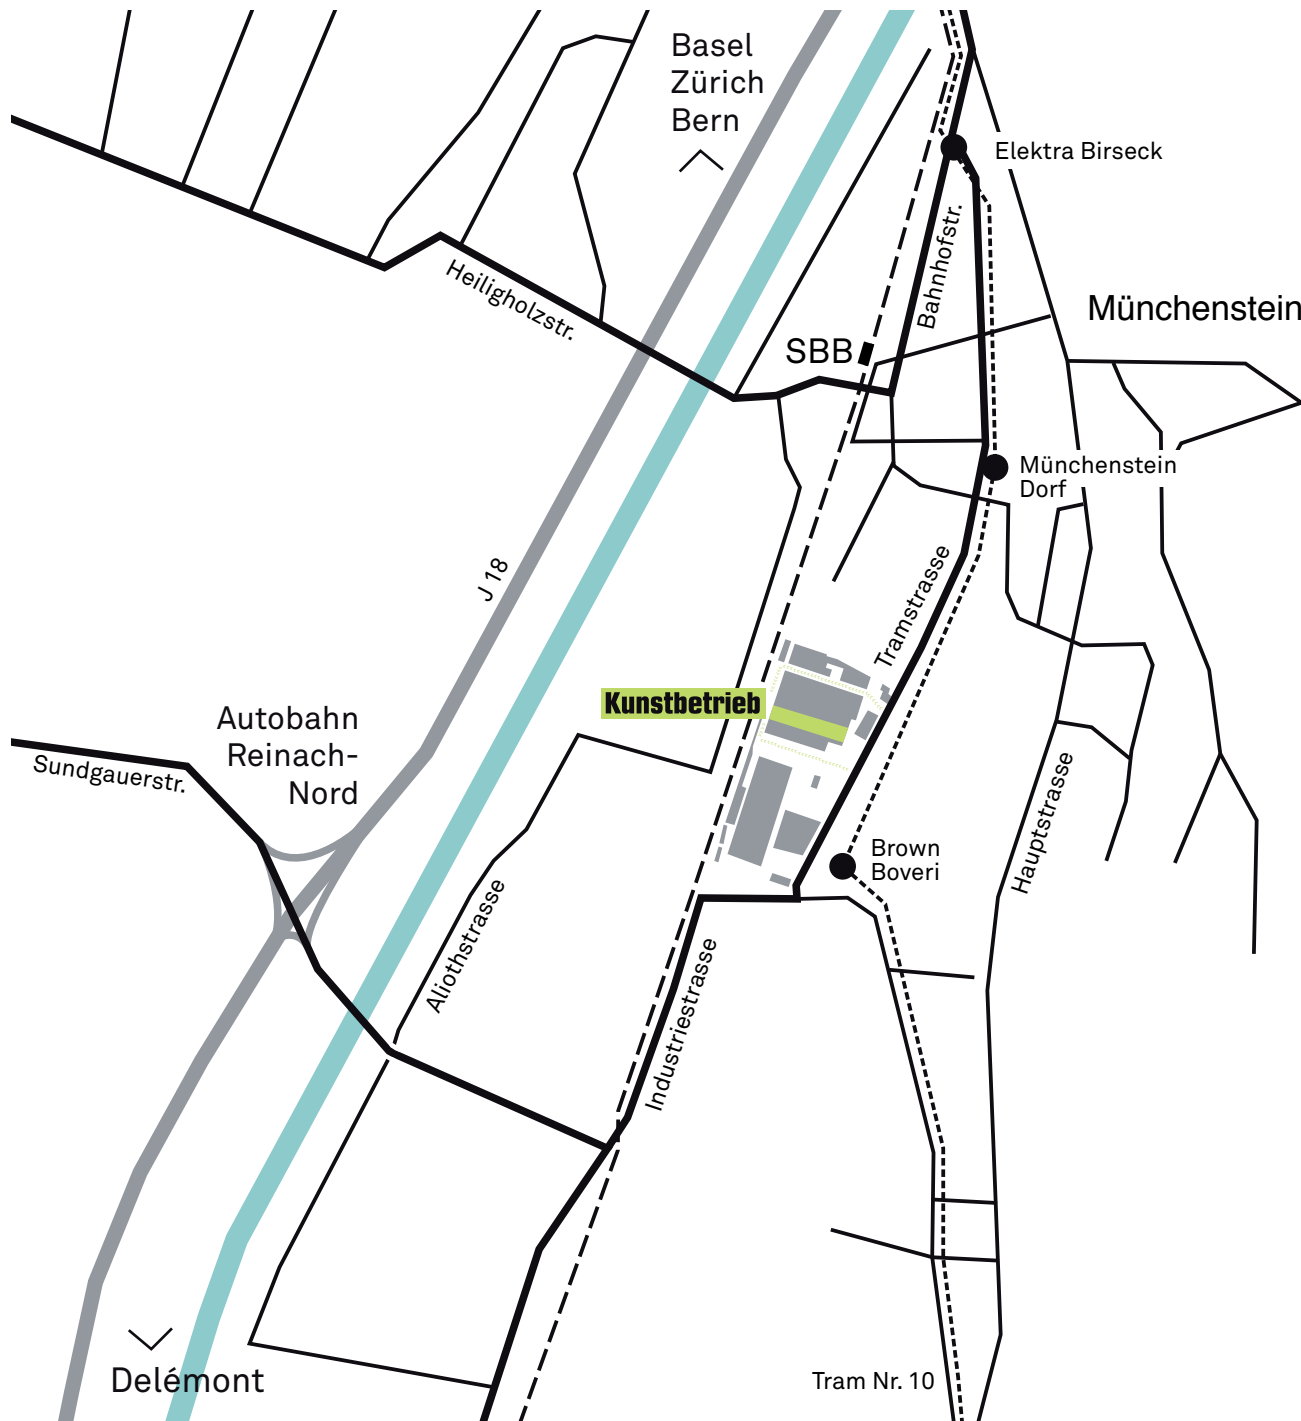 Basel
Zürich
Bern
Elektra Birseck
Bahnhofstr.
Heiligholzstr.
Münchenstein
SBB
Münchenstein
Dorf
J 18
Tramstrasse
Kunstbetrieb
Autobahn
Reinach-
Nord
Sundgauerstr.
Hauptstrasse
Brown
Boveri
Aliothstrasse
Industriestrasse
Delémont
Tram Nr. 10